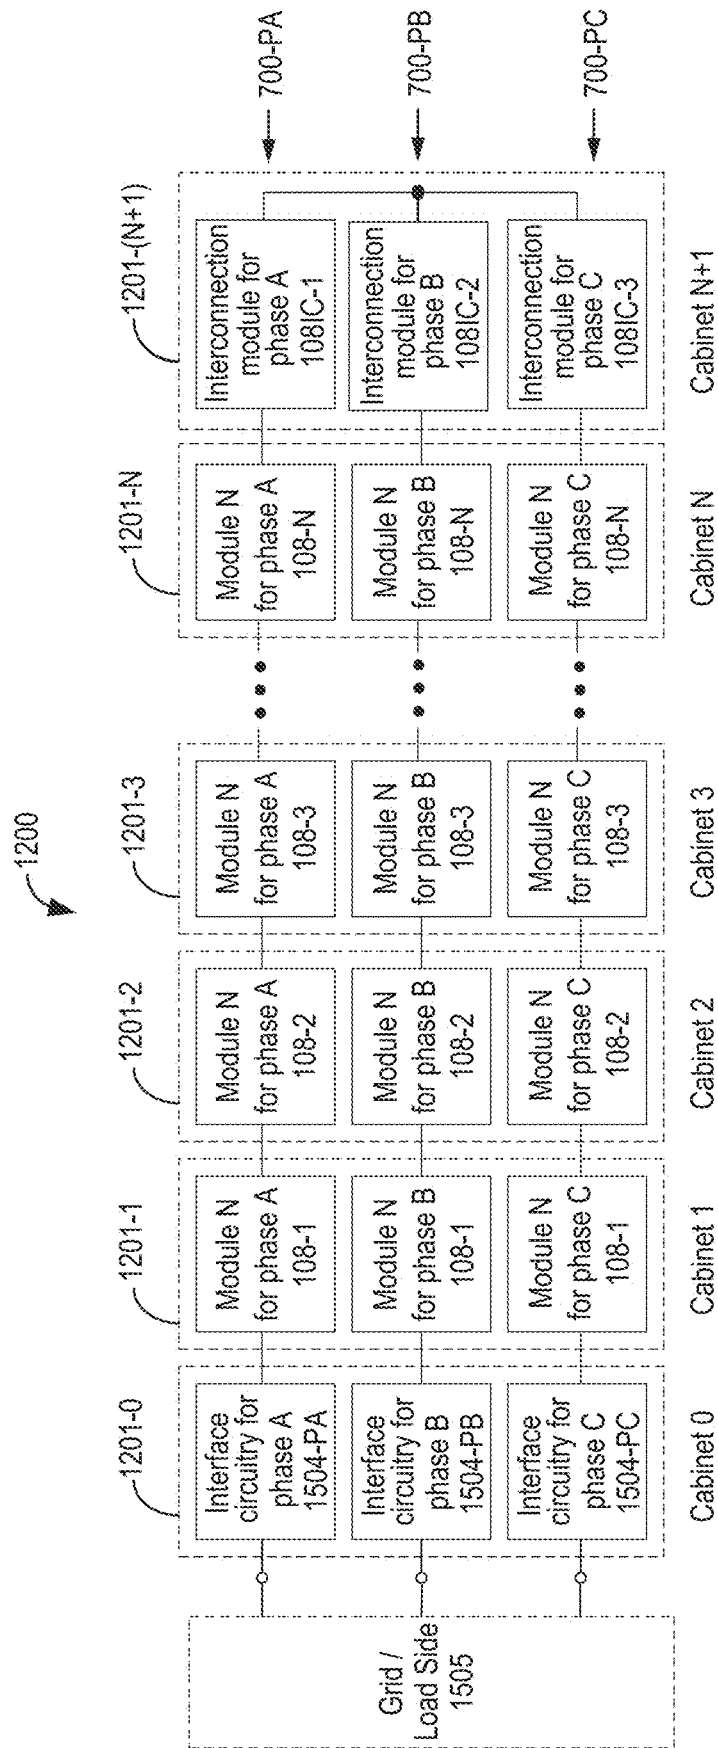 1200
1201-0
1201-1
1201-2
1201-3
1201-N
1201-(N+1)
Grid /
Load Side
1505
Interface
circuitry for
phase A
1504-PA
Module N
for phase A
108-1
Module N
for phase A
108-2
Module N
for phase A
108-3
Module N
for phase A
108-N
Interconnection
module for
phase A
108IC-1
700-PA
Interface
circuitry for
phase B
1504-PB
Module N
for phase B
108-1
Module N
for phase B
108-2
Module N
for phase B
108-3
Module N
for phase B
108-N
Interconnection
module for
phase B
108IC-2
700-PB
Interface
circuitry for
phase C
1504-PC
Module N
for phase C
108-1
Module N
for phase C
108-2
Module N
for phase C
108-3
Module N
for phase C
108-N
Interconnection
module for
phase C
108IC-3
700-PC
Cabinet 0
Cabinet 1
Cabinet 2
Cabinet 3
Cabinet N
Cabinet N+1